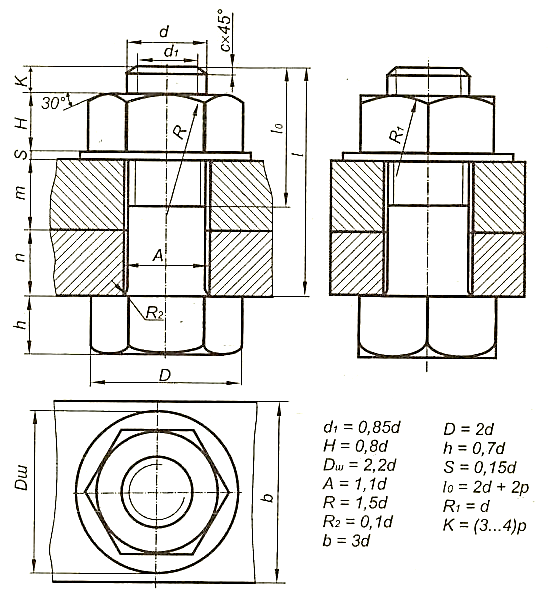 d
d₁
c×45°
K
30°
H
R
l₀
l
R₁
S
m
n
A
R₂
h
D
Dш
b
d₁ = 0,85d
H = 0,8d
Dш = 2,2d
A = 1,1d
R = 1,5d
R₂ = 0,1d
b = 3d
D = 2d
h = 0,7d
S = 0,15d
l₀ = 2d + 2p
R₁ = d
K = (3...4)p